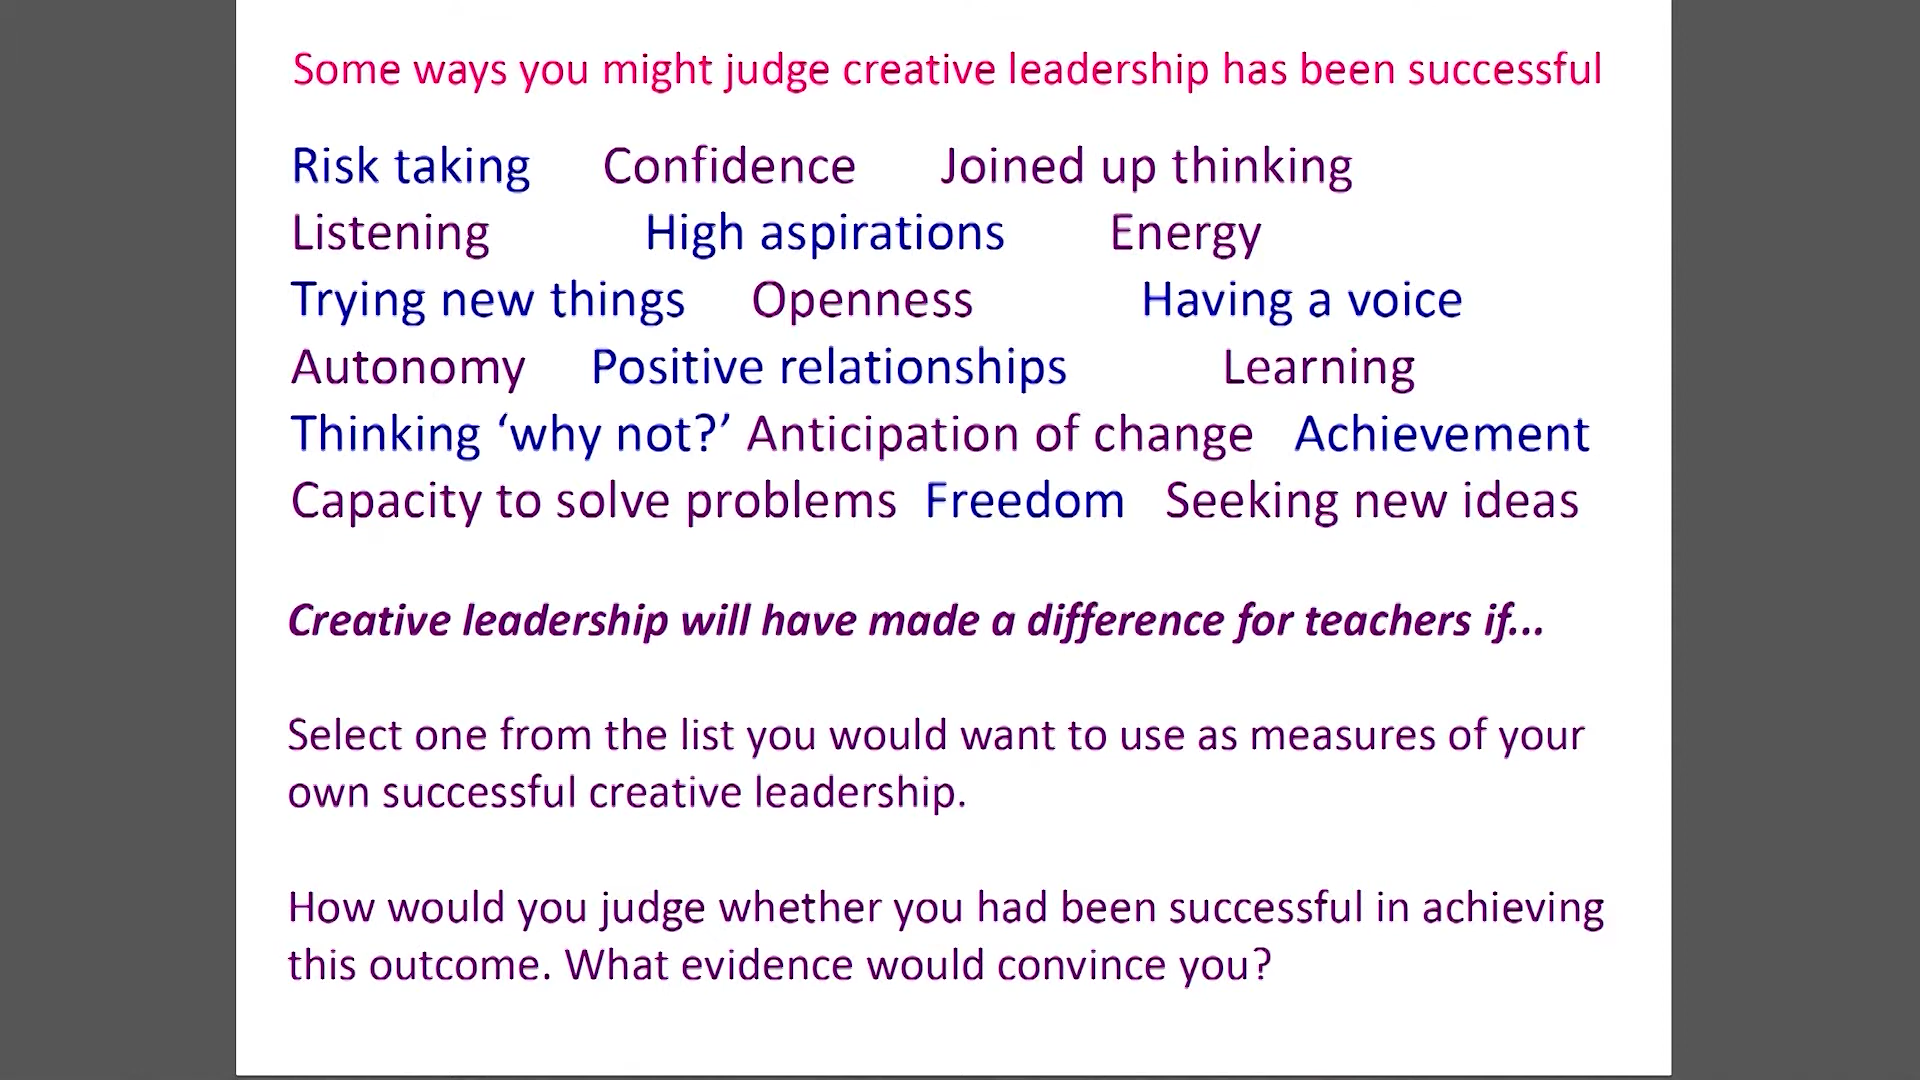 Some ways you might judge creative leadership has been successful
Risk taking Confidence Joined up thinking
Listening High aspirations Energy
Trying new things Openness Having a voice
Autonomy Positive relationships Learning
Thinking ‘why not?’ Anticipation of change Achievement
Capacity to solve problems Freedom Seeking new ideas
Creative leadership will have made a difference for teachers if...
Select one from the list you would want to use as measures of your
own successful creative leadership.
How would you judge whether you had been successful in achieving
this outcome. What evidence would convince you?